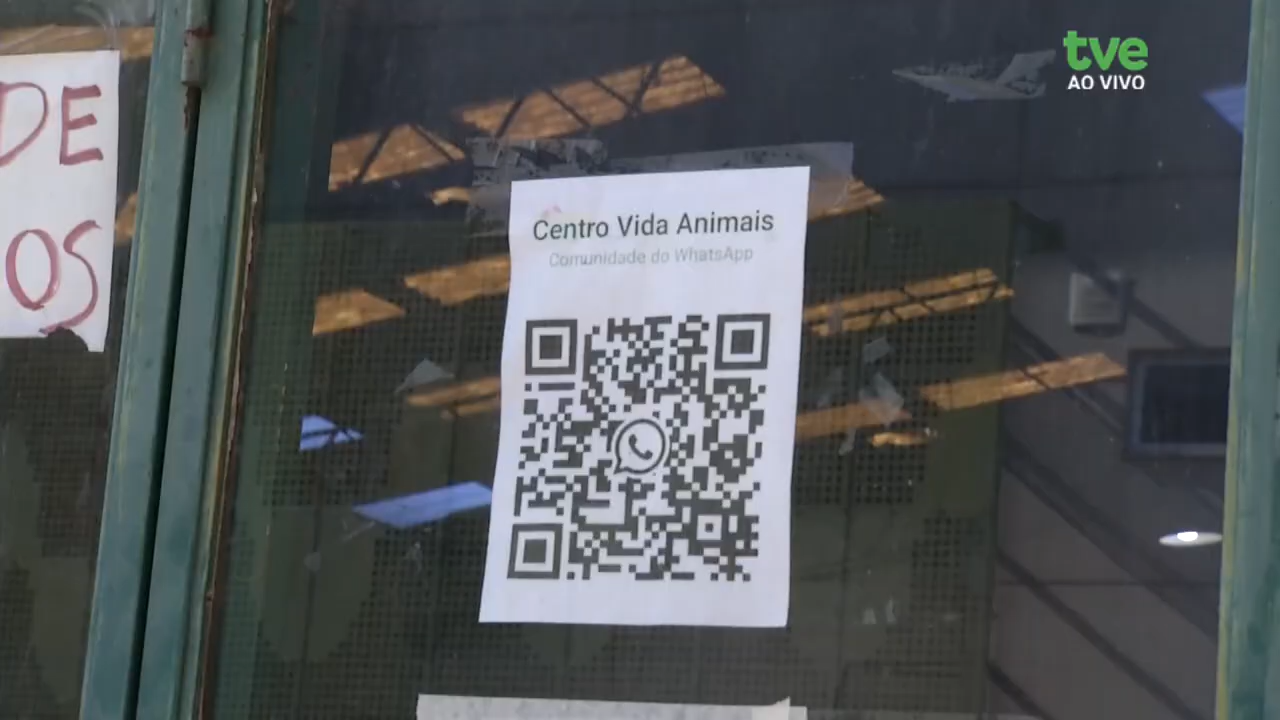 DE
OS
tve
AO VIVO
Centro Vida Animais
Comunidade do WhatsApp